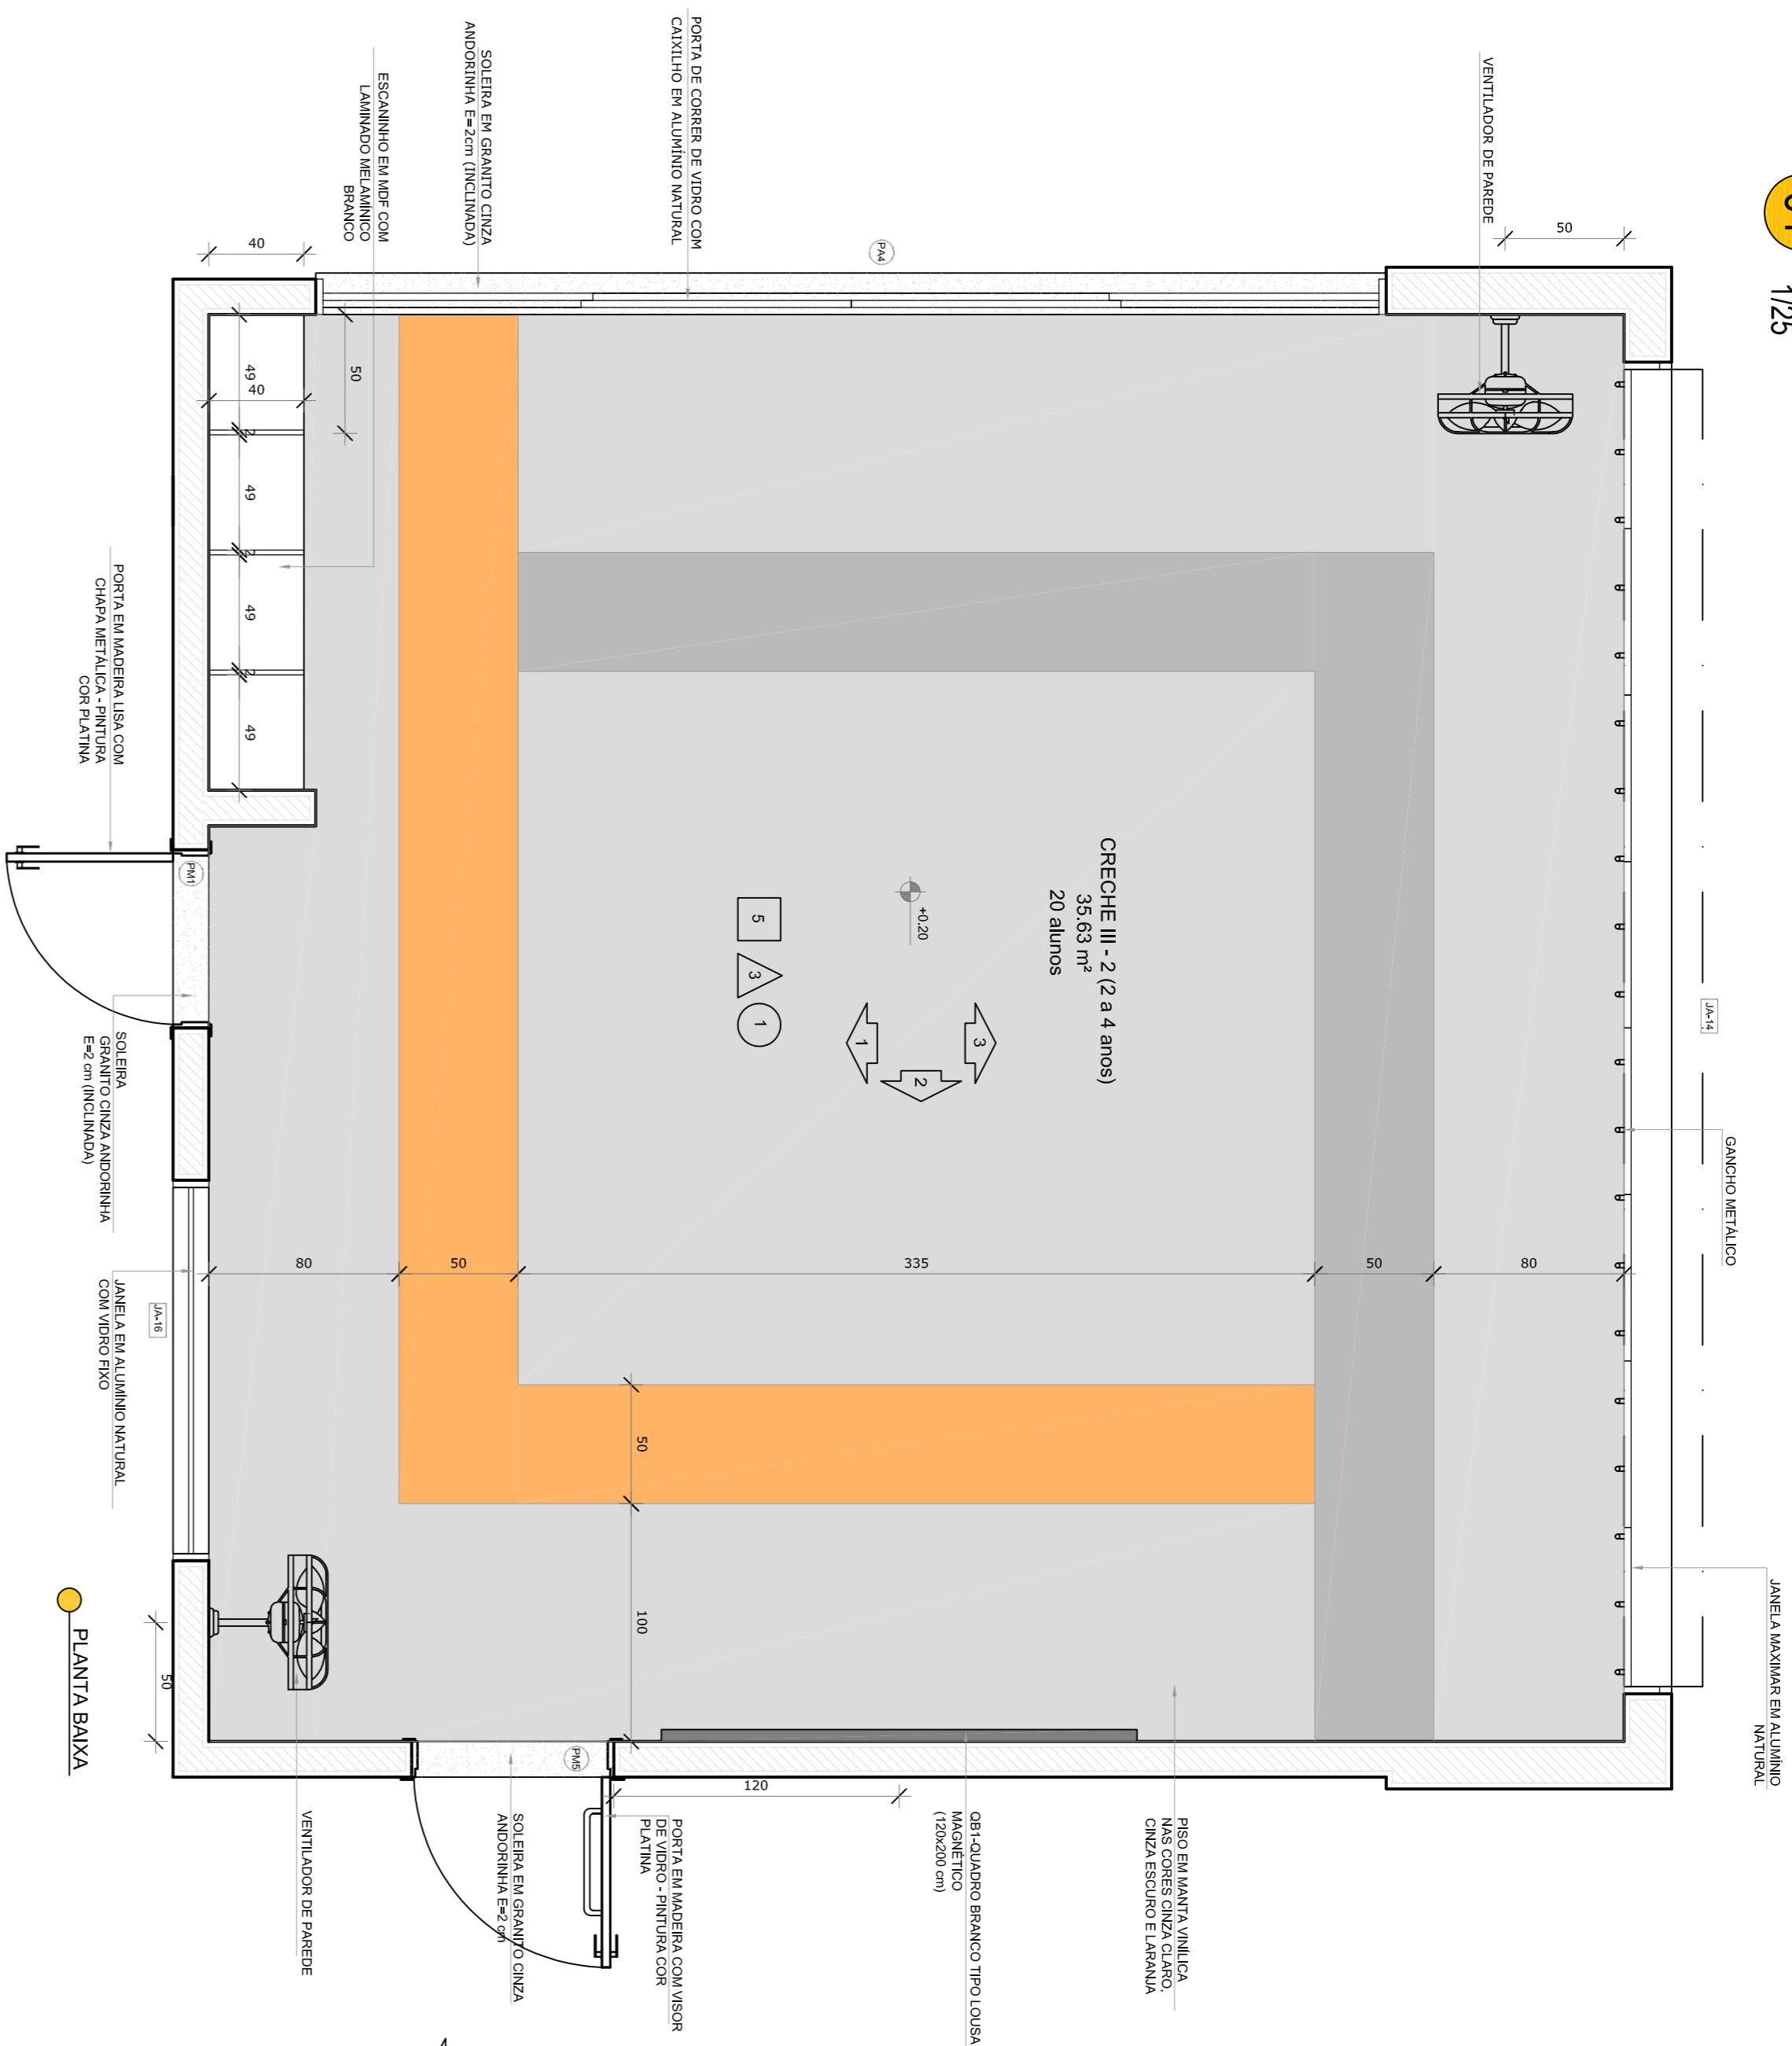 1/25
VENTILADOR DE PAREDE
50
JA-14
GANCHO METÁLICO
JANELA MAXIMAR EM ALUMÍNIO
NATURAL
PORTA DE CORRER DE VIDRO COM
CAIXILHO EM ALUMÍNIO NATURAL
PA4
SOLEIRA EM GRANITO CINZA
ANDORINHA E=2cm (INCLINADA)
ESCANINHO EM MDF COM
LAMINADO MELAMÍNICO
BRANCO
40
49
40
50
2
49
2
49
2
49
CRECHE III - 2 (2 a 4 anos)
35.63 m²
20 alunos
+0.20
5
3
1
3
2
1
80
50
335
50
80
50
100
PORTA EM MADEIRA LISA COM
CHAPA METÁLICA - PINTURA
COR PLATINA
PM1
SOLEIRA
GRANITO CINZA ANDORINHA
E=2 cm (INCLINADA)
JANELA EM ALUMÍNIO NATURAL
COM VIDRO FIXO
JA-16
50
PM5
120
PISO EM MANTA VINÍLICA
NAS CORES CINZA CLARO,
CINZA ESCURO E LARANJA
QB1-QUADRO BRANCO TIPO LOUSA
MAGNÉTICO
(120x200 cm)
PORTA EM MADEIRA COM VISOR
DE VIDRO - PINTURA COR
PLATINA
SOLEIRA EM GRANITO CINZA
ANDORINHA E=2 cm
VENTILADOR DE PAREDE
PLANTA BAIXA